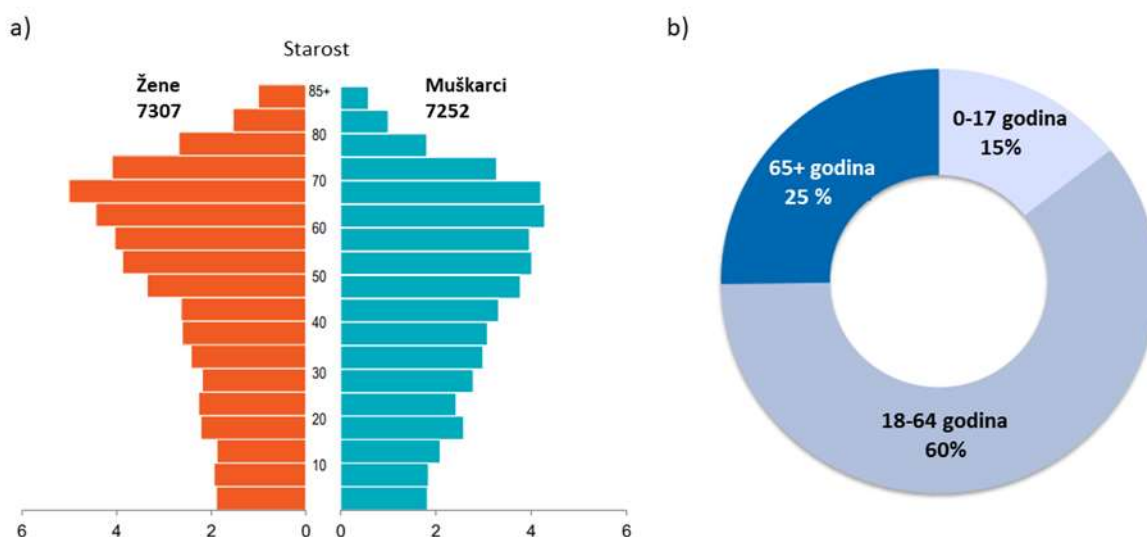 a)
Starost
Žene
7307
Muškarci
7252
85+
80
70
60
50
40
30
20
10
6 4 2 0 0 2 4 6
b)
0-17 godina
15%
65+ godina
25 %
18-64 godina
60%